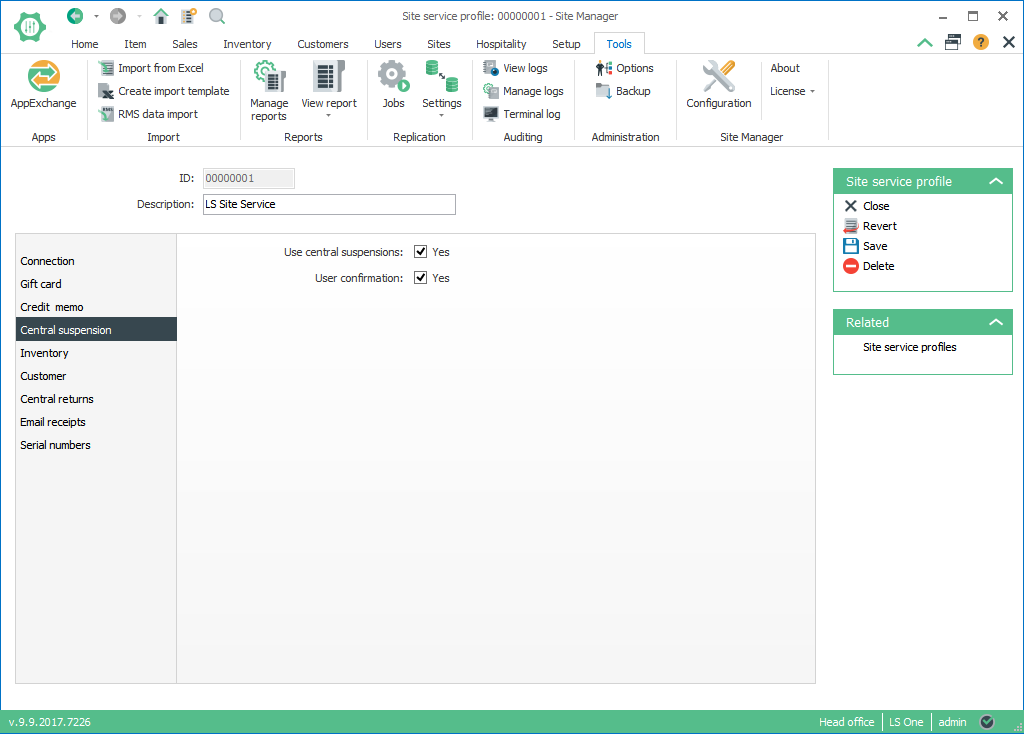 Site service profile: 00000001 - Site Manager
Home Item Sales Inventory Customers Users Sites Hospitality Setup Tools
AppExchange
Apps
Import from Excel
Create import template
RMS data import
Import
Manage reports
View report
Reports
Jobs
Settings
Replication
View logs
Manage logs
Terminal log
Auditing
Options
Backup
Administration
Configuration
About
License
Site Manager
ID: 00000001
Description: LS Site Service
Connection
Gift card
Credit memo
Central suspension
Inventory
Customer
Central returns
Email receipts
Serial numbers
Use central suspensions: Yes
User confirmation: Yes
Site service profile
Close
Revert
Save
Delete
Related
Site service profiles
v.9.9.2017.7226
Head office LS One admin